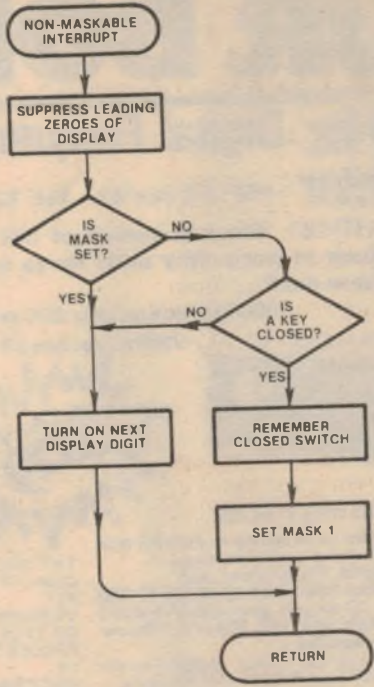 NON-MASKABLE
INTERRUPT
SUPPRESS LEADING
ZEROES OF
DISPLAY
IS
MASK
SET?
NO
YES
IS
A KEY
CLOSED?
NO
YES
TURN ON NEXT
DISPLAY DIGIT
REMEMBER
CLOSED SWITCH
SET MASK 1
RETURN